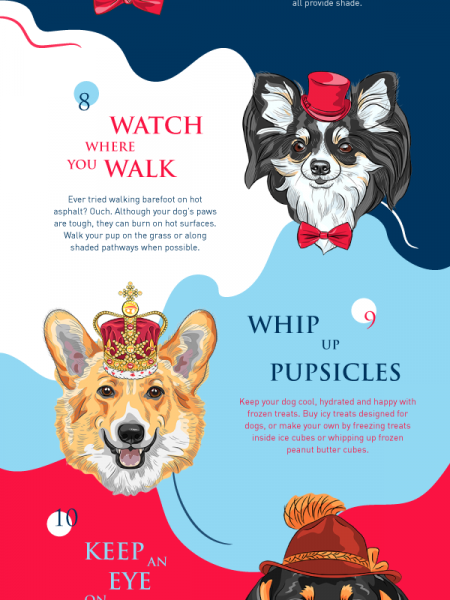 all provide shade.
8
WATCH
WHERE
YOU WALK
Ever tried walking barefoot on hot
asphalt? Ouch. Although your dog's paws
are tough, they can burn on hot surfaces.
Walk your pup on the grass or along
shaded pathways when possible.
9
WHIP
UP
PUPSICLES
Keep your dog cool, hydrated and happy with
frozen treats. Buy icy treats designed for
dogs, or make your own by freezing treats
inside ice cubes or whipping up frozen
peanut butter cubes.
10
KEEP AN
EYE
ON